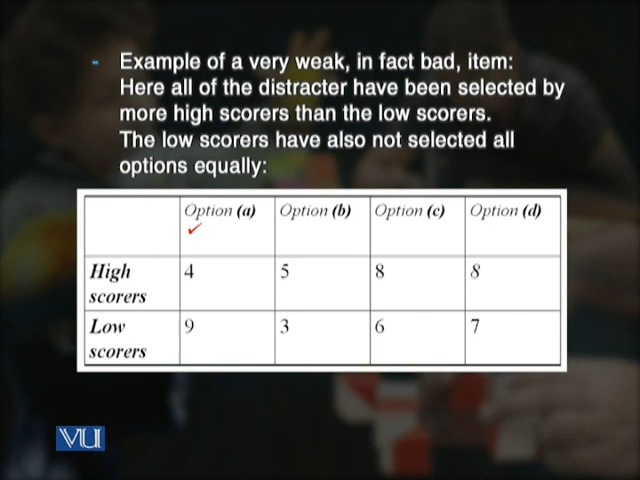 - Example of a very weak, in fact bad, item:
Here all of the distracter have been selected by
more high scorers than the low scorers.
The low scorers have also not selected all
options equally:
Option (a) Option (b) Option (c) Option (d)
✓
High scorers 4 5 8 8
Low scorers 9 3 6 7
VU